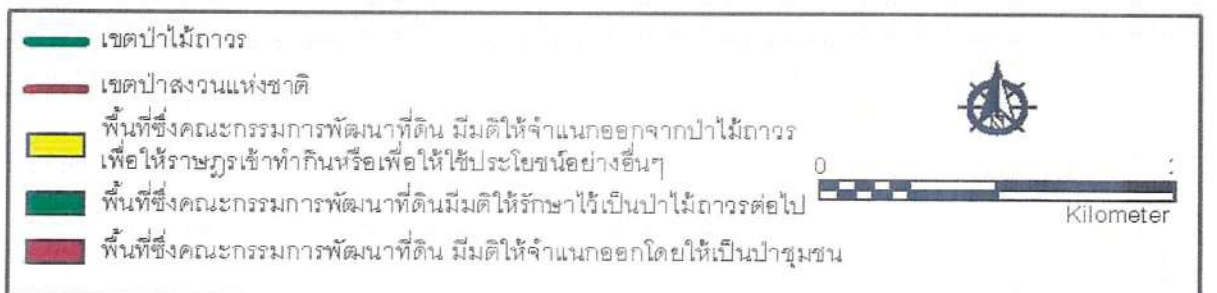 เขตป่าไม้ถาวร
เขตป่าสงวนแห่งชาติ
พื้นที่ซึ่งคณะกรรมการพัฒนาที่ดิน มีมติให้จำแนกออกจากป่าไม้ถาวร
เพื่อให้ราษฎรเข้าทำกินหรือเพื่อให้ใช้ประโยชน์อย่างอื่นๆ
พื้นที่ซึ่งคณะกรรมการพัฒนาที่ดินมีมติให้รักษาไว้เป็นป่าไม้ถาวรต่อไป
พื้นที่ซึ่งคณะกรรมการพัฒนาที่ดิน มีมติให้จำแนกออกโดยให้เป็นป่าชุมชน
0
Kilometer